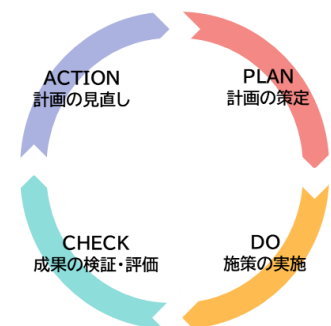 ACTION
計画の見直し
PLAN
計画の策定
CHECK
成果の検証・評価
DO
施策の実施